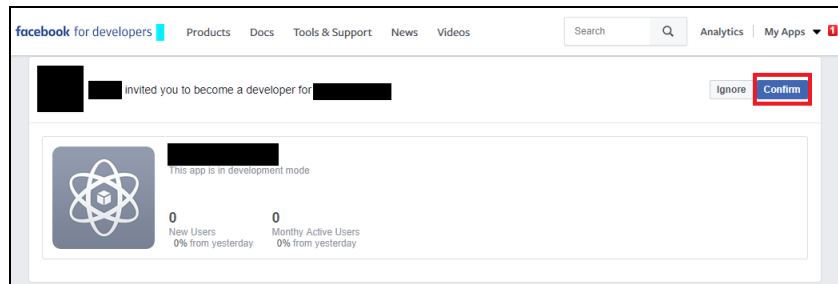 facebook for developers Products Docs Tools & Support News Videos Search Analytics My Apps 1
invited you to become a developer for Ignore Confirm
This app is in development mode
0 0
New Users Monthy Active Users
0% from yesterday 0% from yesterday